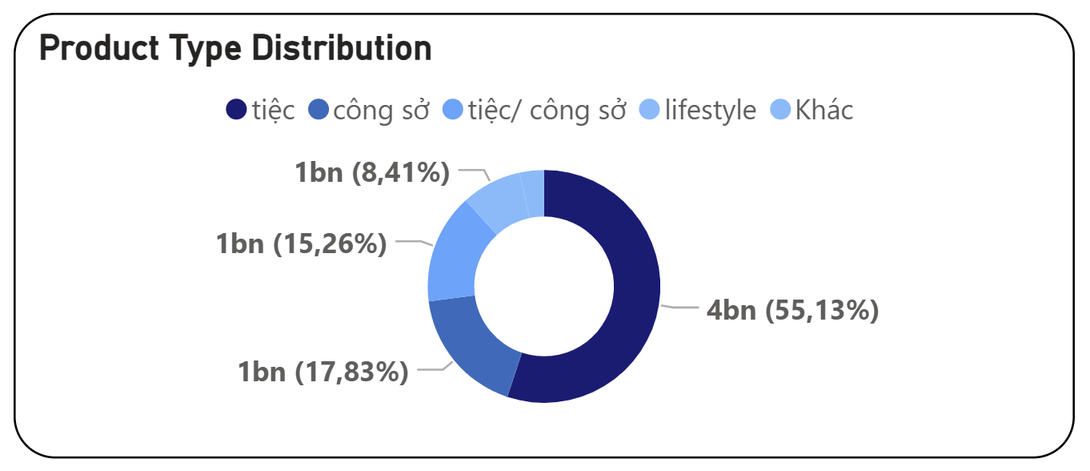 Product Type Distribution
tiệc công sở tiệc/ công sở lifestyle Khác
1bn (8,41%)
1bn (15,26%)
4bn (55,13%)
1bn (17,83%)